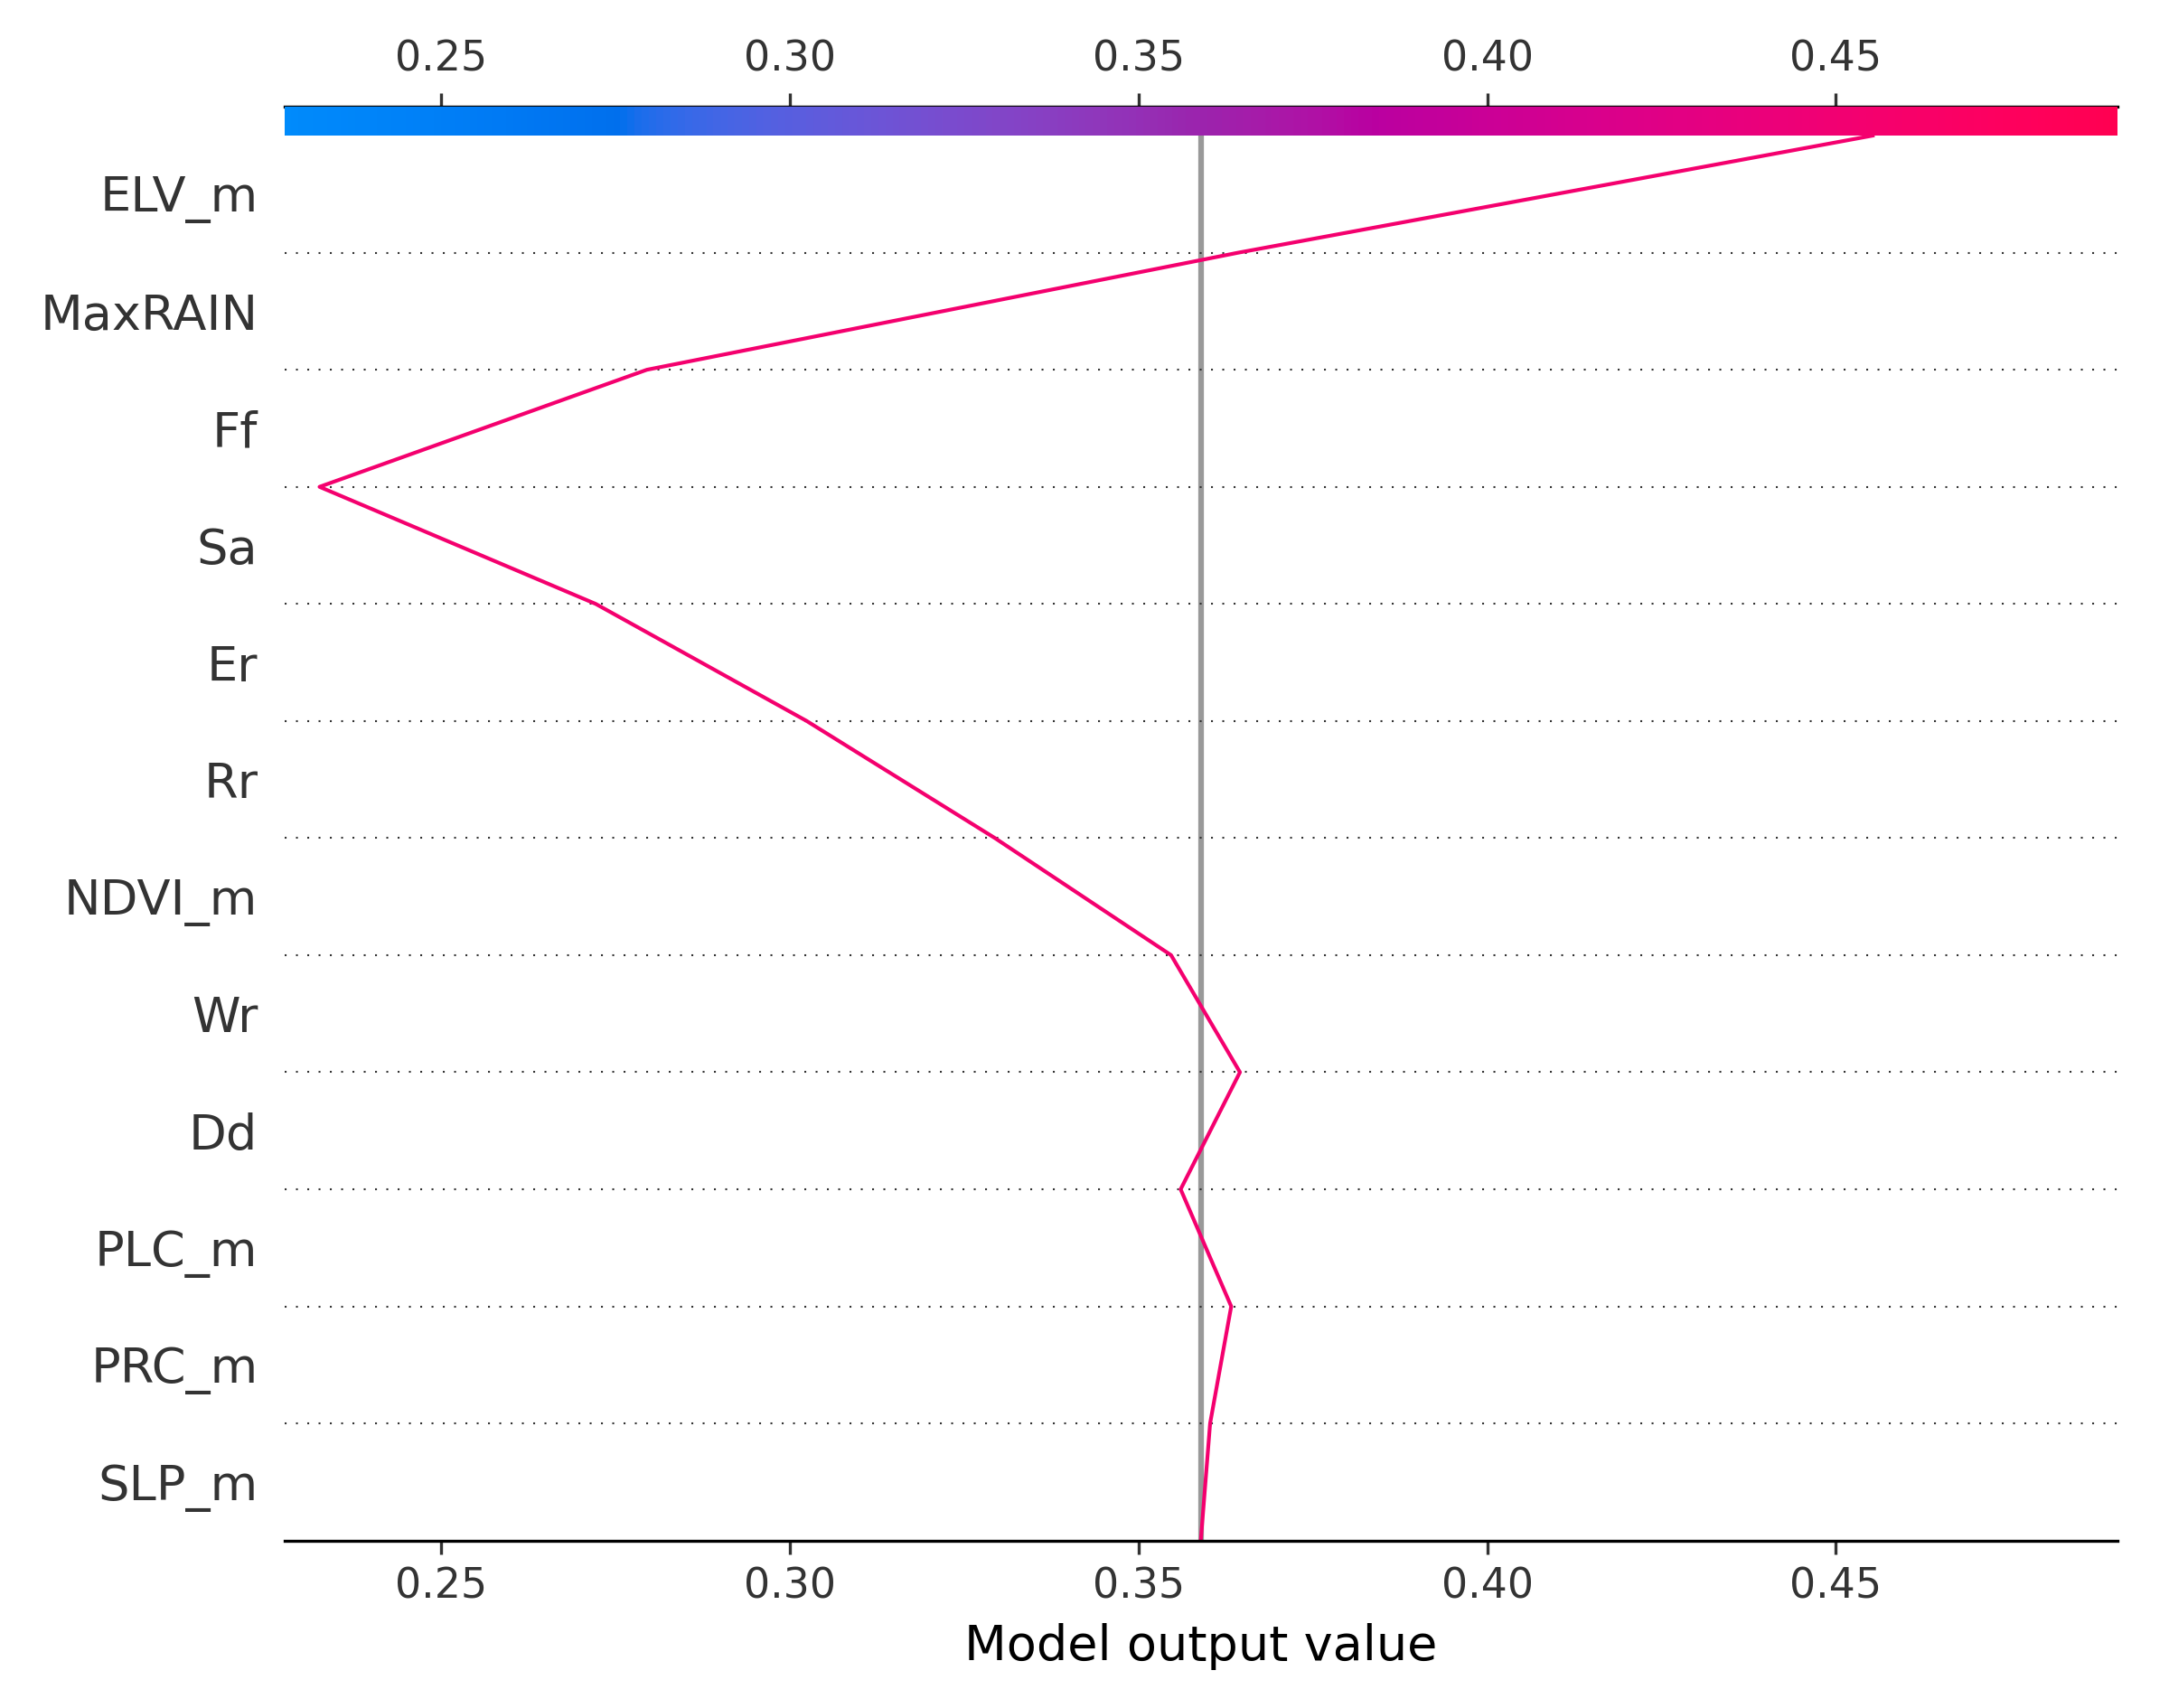 0.25 0.30 0.35 0.40 0.45
ELV_m
MaxRAIN
Ff
Sa
Er
Rr
NDVI_m
Wr
Dd
PLC_m
PRC_m
SLP_m
0.25 0.30 0.35 0.40 0.45
Model output value